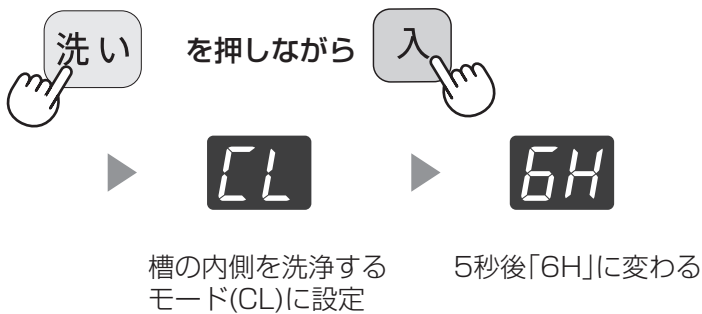 洗い を押しながら 入
CL 6H
槽の内側を洗浄する
モード(CL)に設定
5秒後「6H」に変わる